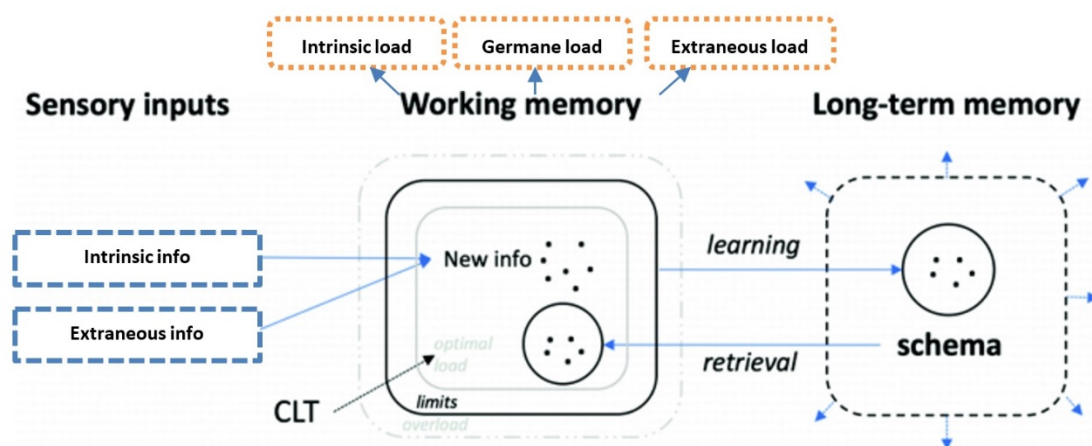 Intrinsic load
Germane load
Extraneous load
Sensory inputs
Working memory
Long-term memory
Intrinsic info
Extraneous info
New info
optimal
load
CLT
limits
overload
learning
retrieval
schema